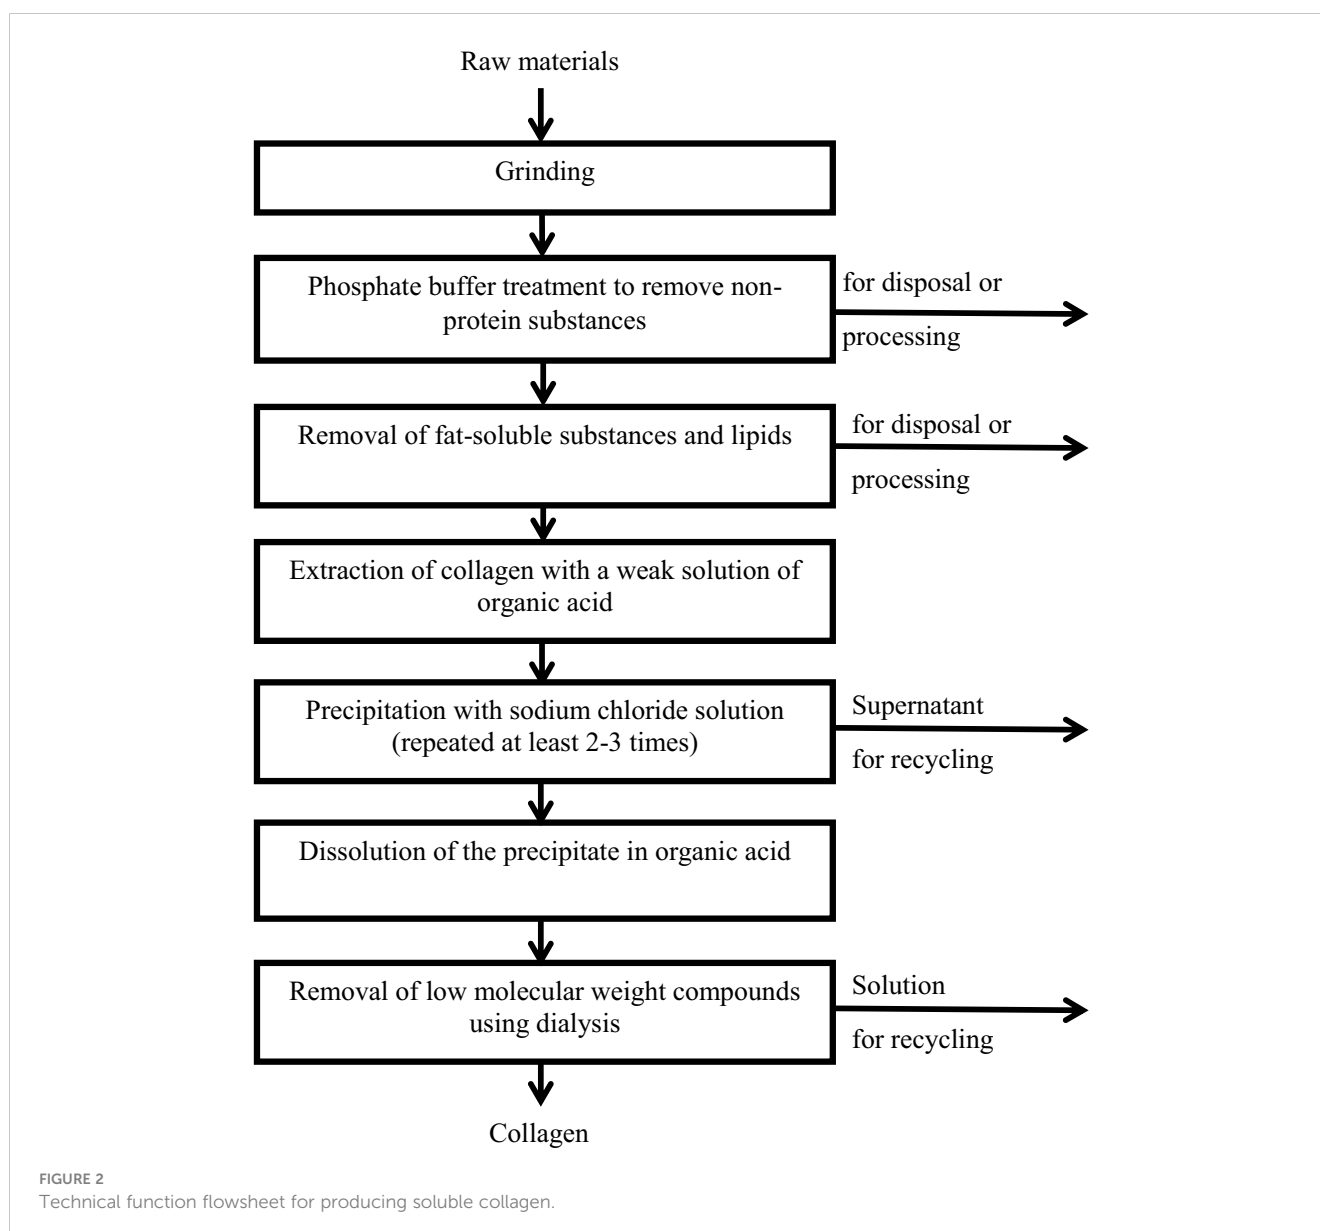 Raw materials
Grinding
Phosphate buffer treatment to remove non-
protein substances
for disposal or
processing
Removal of fat-soluble substances and lipids
for disposal or
processing
Extraction of collagen with a weak solution of
organic acid
Precipitation with sodium chloride solution
(repeated at least 2-3 times)
Supernatant
for recycling
Dissolution of the precipitate in organic acid
Removal of low molecular weight compounds
using dialysis
Solution
for recycling
Collagen
FIGURE 2
Technical function flowsheet for producing soluble collagen.